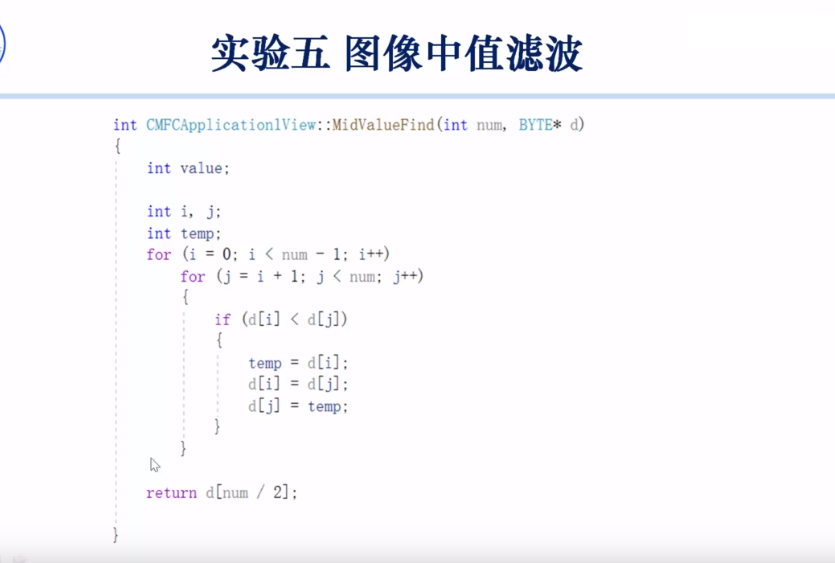 实验五 图像中值滤波
int CMFCApplication1View::MidValueFind(int num, BYTE* d)
{
int value;
int i, j;
int temp;
for (i = 0; i < num - 1; i++)
for (j = i + 1; j < num; j++)
{
if (d[i] < d[j])
{
temp = d[i];
d[i] = d[j];
d[j] = temp;
}
}
return d[num / 2];
}